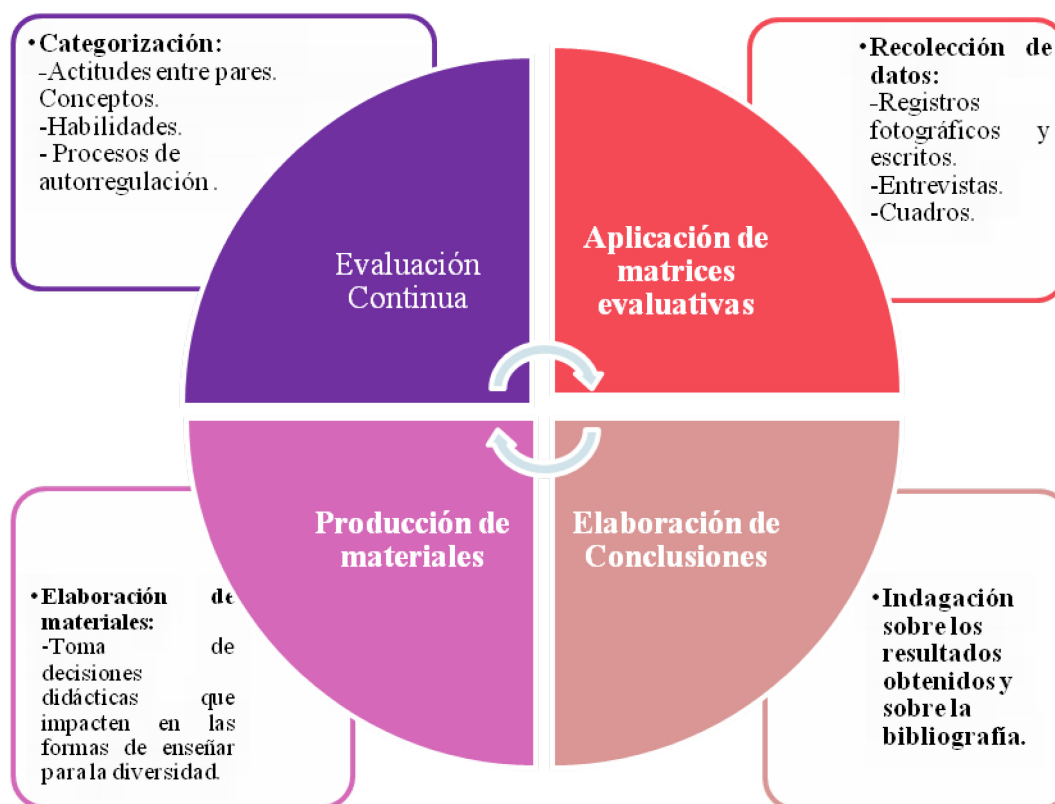 •Categorización:
-Actitudes entre pares.
Conceptos.
-Habilidades.
- Procesos de
autorregulación .
Evaluación
Continua
Aplicación de
matrices
evaluativas
•Recolección de
datos:
-Registros
fotográficos y
escritos.
-Entrevistas.
-Cuadros.
•Elaboración de
materiales:
-Toma de
decisiones
didácticas que
impacten en las
formas de enseñar
para la diversidad.
Producción de
materiales
Elaboración de
Conclusiones
•Indagación
sobre los
resultados
obtenidos y
sobre la
bibliografía.